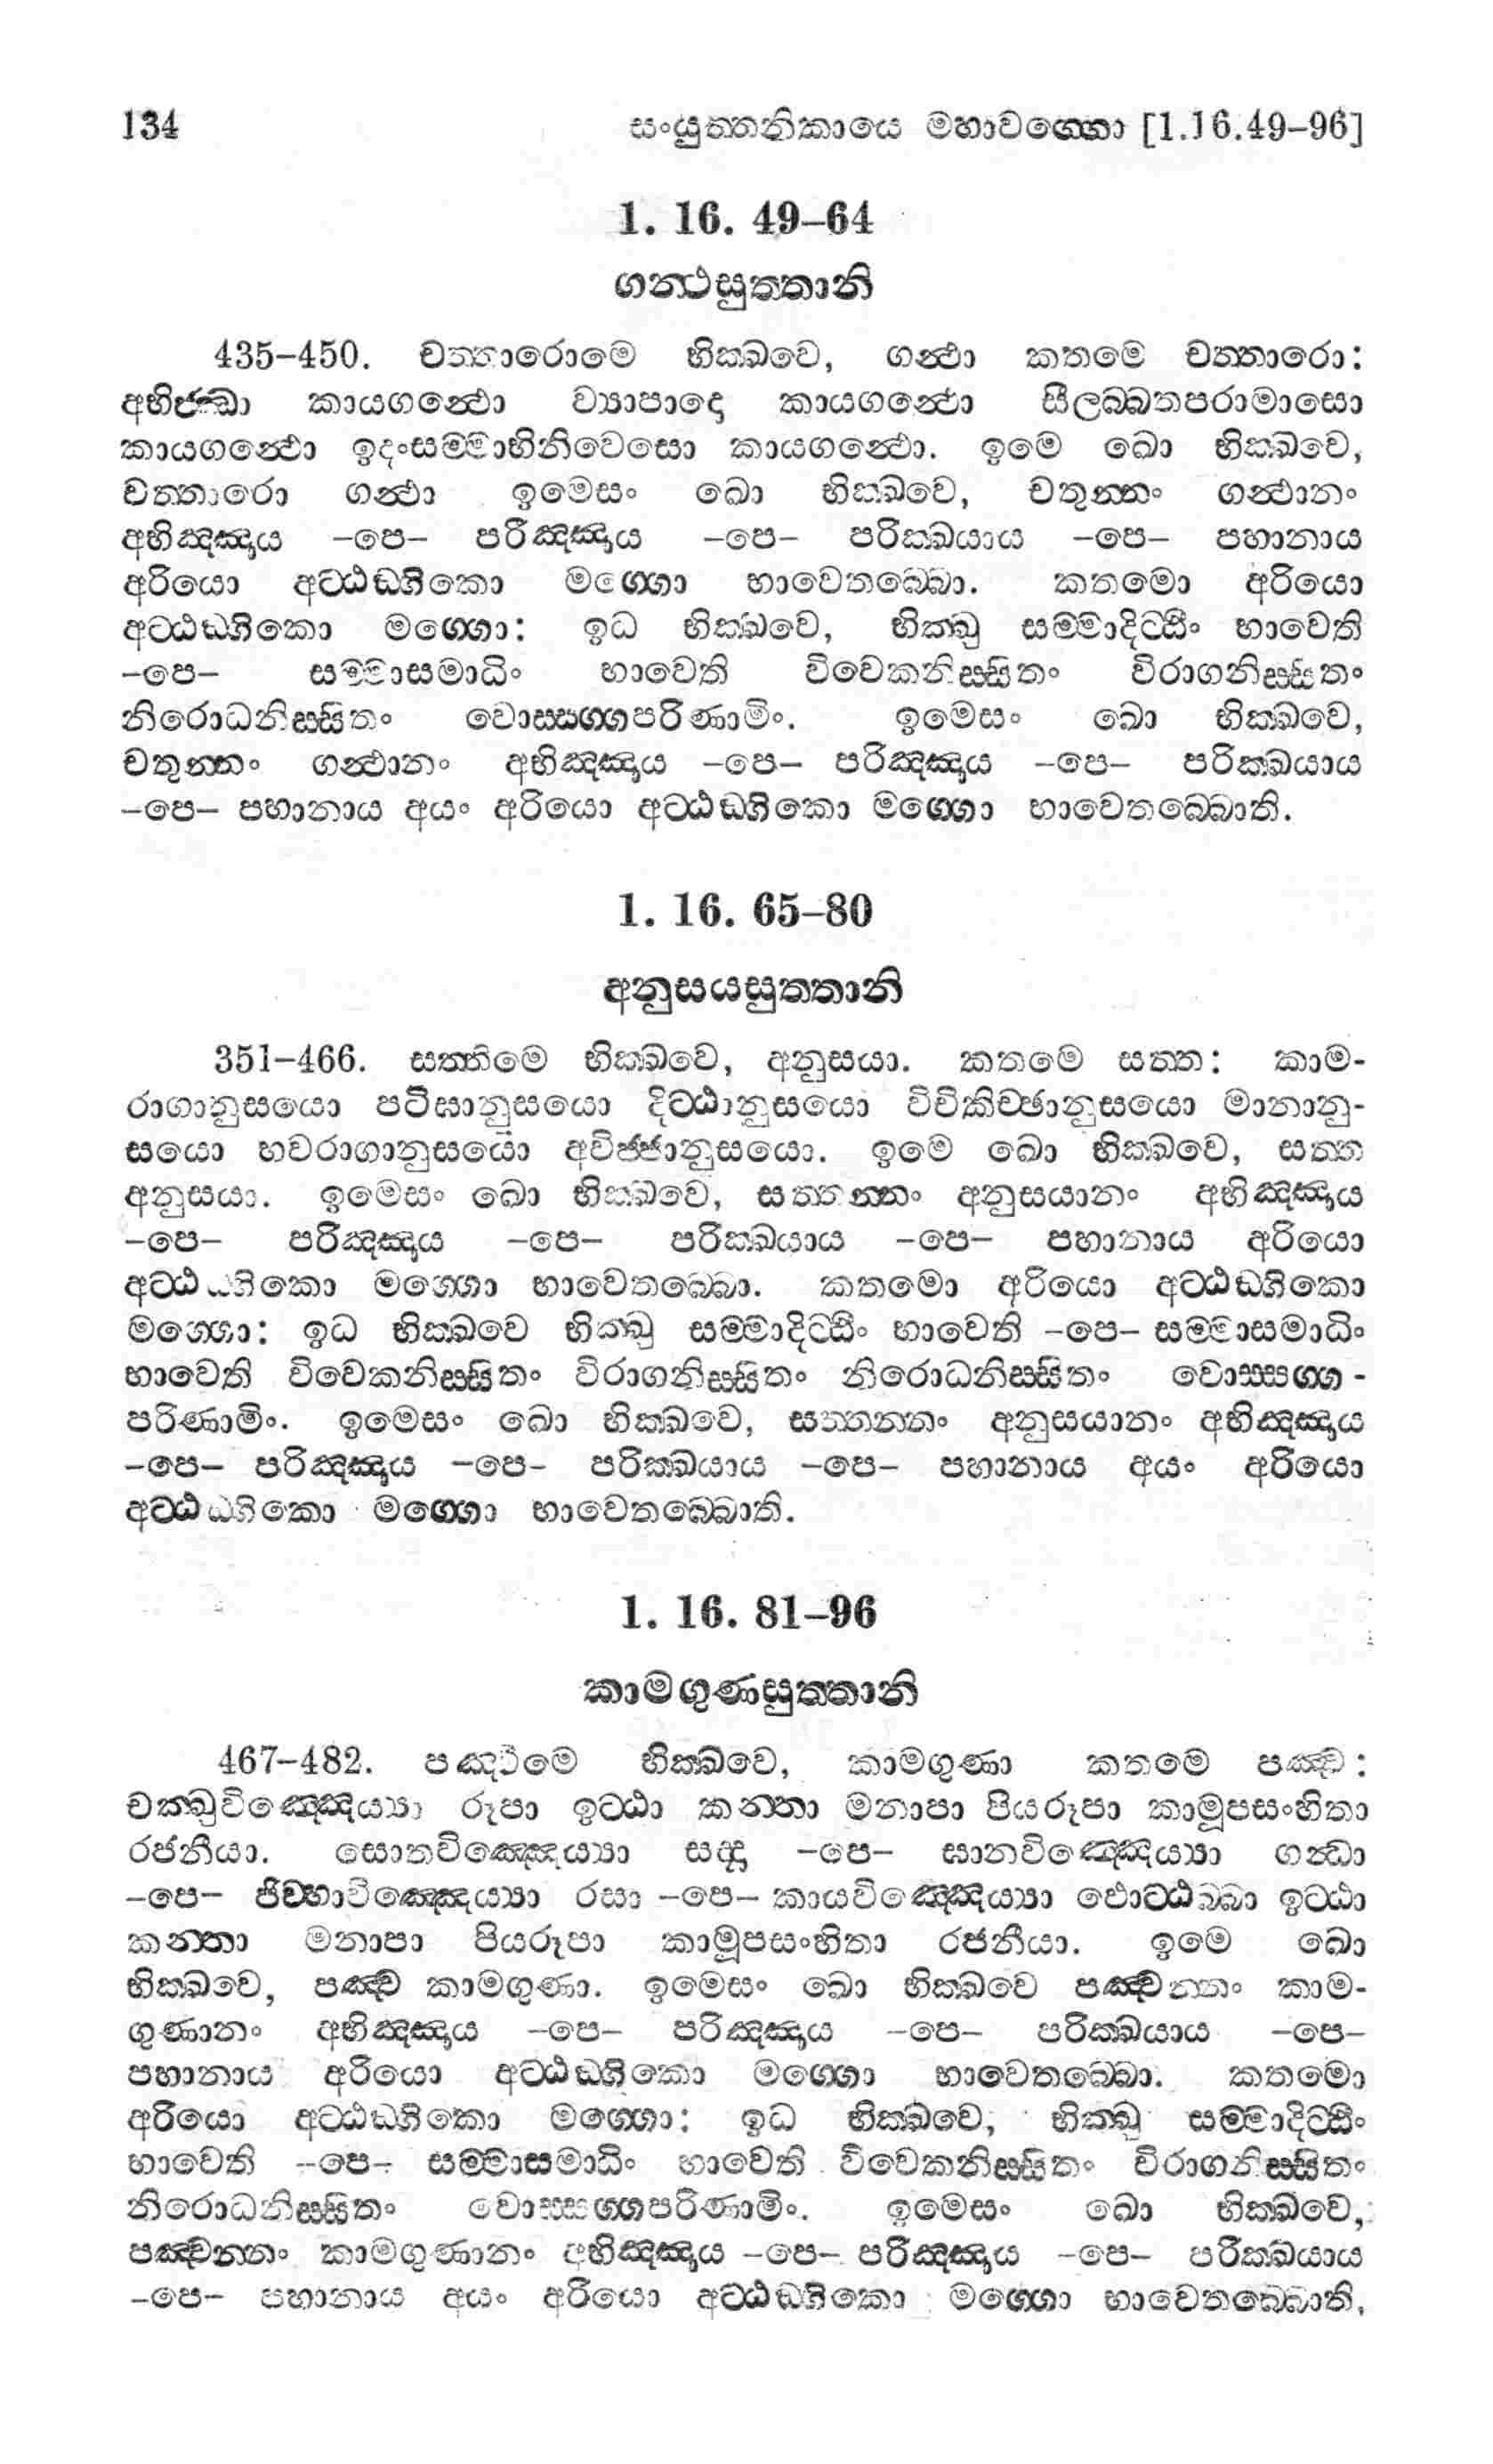 134 සංයුත්තනිකායෙ මහාවග්ගො [1.16.49-96]
1. 16. 49-64
ගන්ථසුත්තානි
435-450. චත්තාරොමෙ භික්ඛවෙ, ගන්ථා කතමෙ චත්තාරො:
අභිජ්ඣා කායගන්ථො ව්‍යාපාදො කායගන්ථො සීලබ්බතපරාමාසො
කායගන්ථො ඉදංසච්චාභිනිවෙසො කායගන්ථො. ඉමෙ ඛො භික්ඛවෙ,
චත්තාරො ගන්ථා ඉමෙසං ඛො භික්ඛවෙ, චතුන්නං ගන්ථානං
අභිඤ්ඤාය -පෙ- පරිඤ්ඤාය -පෙ- පරික්ඛයාය -පෙ- පහානාය
අරියො අට්ඨඞ්ගිකො මග්ගො භාවෙතබ්බො. කතමො අරියො
අට්ඨඞ්ගිකො මග්ගො: ඉධ භික්ඛවෙ, භික්ඛු සම්මාදිට්ඨිං භාවෙති
-පෙ- සම්මාසමාධිං භාවෙති විවෙකනිස්සිතං විරාගනිස්සිතං
නිරොධනිස්සිතං වොස්සග්ගපරිණාමිං. ඉමෙසං ඛො භික්ඛවෙ,
චතුන්නං ගන්ථානං අභිඤ්ඤාය -පෙ- පරිඤ්ඤාය -පෙ- පරික්ඛයාය
-පෙ- පහානාය අයං අරියො අට්ඨඞ්ගිකො මග්ගො භාවෙතබ්බොති.
1. 16. 65-80
අනුසයසුත්තානි
351-466. සත්තිමෙ භික්ඛවෙ, අනුසයා. කතමෙ සත්ත: කාම-
රාගානුසයො පටිඝානුසයො දිට්ඨානුසයො විචිකිච්ඡානුසයො මානානු-
සයො භවරාගානුසයො අවිජ්ජානුසයො. ඉමෙ ඛො භික්ඛවෙ, සත්ත
අනුසයා. ඉමෙසං ඛො භික්ඛවෙ, සත්තන්නං අනුසයානං අභිඤ්ඤාය
-පෙ- පරිඤ්ඤාය -පෙ- පරික්ඛයාය -පෙ- පහානාය අරියො
අට්ඨඞ්ගිකො මග්ගො භාවෙතබ්බො. කතමො අරියො අට්ඨඞ්ගිකො
මග්ගො: ඉධ භික්ඛවෙ භික්ඛු සම්මාදිට්ඨිං භාවෙති -පෙ- සම්මාසමාධිං
භාවෙති විවෙකනිස්සිතං විරාගනිස්සිතං නිරොධනිස්සිතං වොස්සග්ග-
පරිණාමිං. ඉමෙසං ඛො භික්ඛවෙ, සත්තන්නං අනුසයානං අභිඤ්ඤාය
-පෙ- පරිඤ්ඤාය -පෙ- පරික්ඛයාය -පෙ- පහානාය අයං අරියො
අට්ඨඞ්ගිකො මග්ගො භාවෙතබ්බොති.
1. 16. 81-96
කාමගුණසුත්තානි
467-482. පඤ්චිමෙ භික්ඛවෙ, කාමගුණා කතමෙ පඤ්ච:
චක්ඛුවිඤ්ඤෙය්‍යා රූපා ඉට්ඨා කන්තා මනාපා පියරූපා කාමූපසංහිතා
රජනීයා. සොතවිඤ්ඤෙය්‍යා සද්දා -පෙ- ඝානවිඤ්ඤෙය්‍යා ගන්ධා
-පෙ- ජිව්හාවිඤ්ඤෙය්‍යා රසා -පෙ- කායවිඤ්ඤෙය්‍යා ඵොට්ඨබ්බා ඉට්ඨා
කන්තා මනාපා පියරූපා කාමූපසංහිතා රජනීයා. ඉමෙ ඛො
භික්ඛවෙ, පඤ්ච කාමගුණා. ඉමෙසං ඛො භික්ඛවෙ පඤ්චන්නං කාම-
ගුණානං අභිඤ්ඤාය -පෙ- පරිඤ්ඤාය -පෙ- පරික්ඛයාය -පෙ-
පහානාය අරියො අට්ඨඞ්ගිකො මග්ගො භාවෙතබ්බො. කතමො
අරියො අට්ඨඞ්ගිකො මග්ගො: ඉධ භික්ඛවෙ, භික්ඛු සම්මාදිට්ඨිං
භාවෙති -පෙ- සම්මාසමාධිං භාවෙති විවෙකනිස්සිතං විරාගනිස්සිතං
නිරොධනිස්සිතං වොස්සග්ගපරිණාමිං. ඉමෙසං ඛො භික්ඛවෙ,
පඤ්චන්නං කාමගුණානං අභිඤ්ඤාය -පෙ- පරිඤ්ඤාය -පෙ- පරික්ඛයාය
-පෙ- පහානාය අයං අරියො අට්ඨඞ්ගිකො මග්ගො භාවෙතබ්බොති.